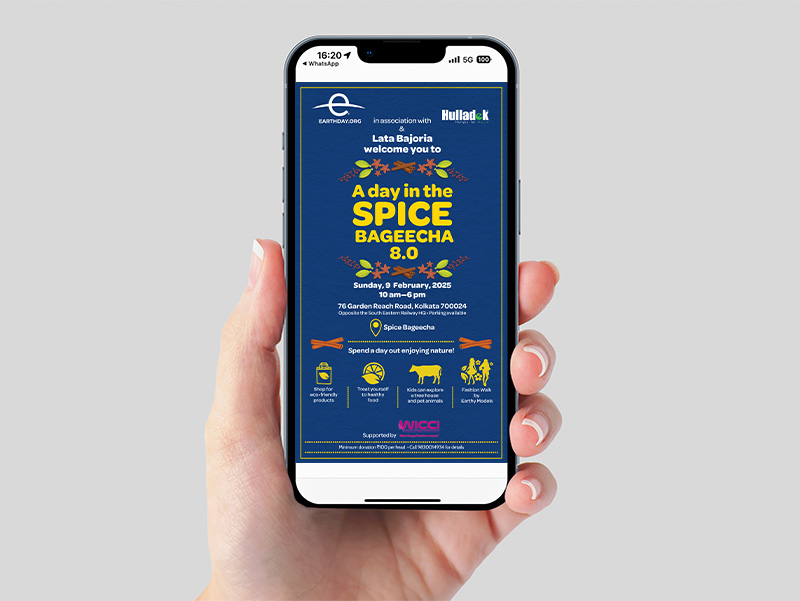 16:20
5G 100
WhatsApp
EARTHDAY.ORG
in association with
Hulladek
&
Lata Bajoria
welcome you to
A day in the
SPICE
BAGEECHA
8.0
Sunday, 9 February, 2025
10 am—6 pm
76 Garden Reach Road, Kolkata 700024
Opposite the South Eastern Railway HQ • Parking available
Spice Bageecha
Spend a day out enjoying nature!
Shop for
eco-friendly
products
Treat yourself
to healthy
food
Kids can explore
a tree house
and pet animals
Fashion Walk
by
Earthy Models
Supported by
WICCI
Minimum donation ₹100 per head • Call 9830014934 for details